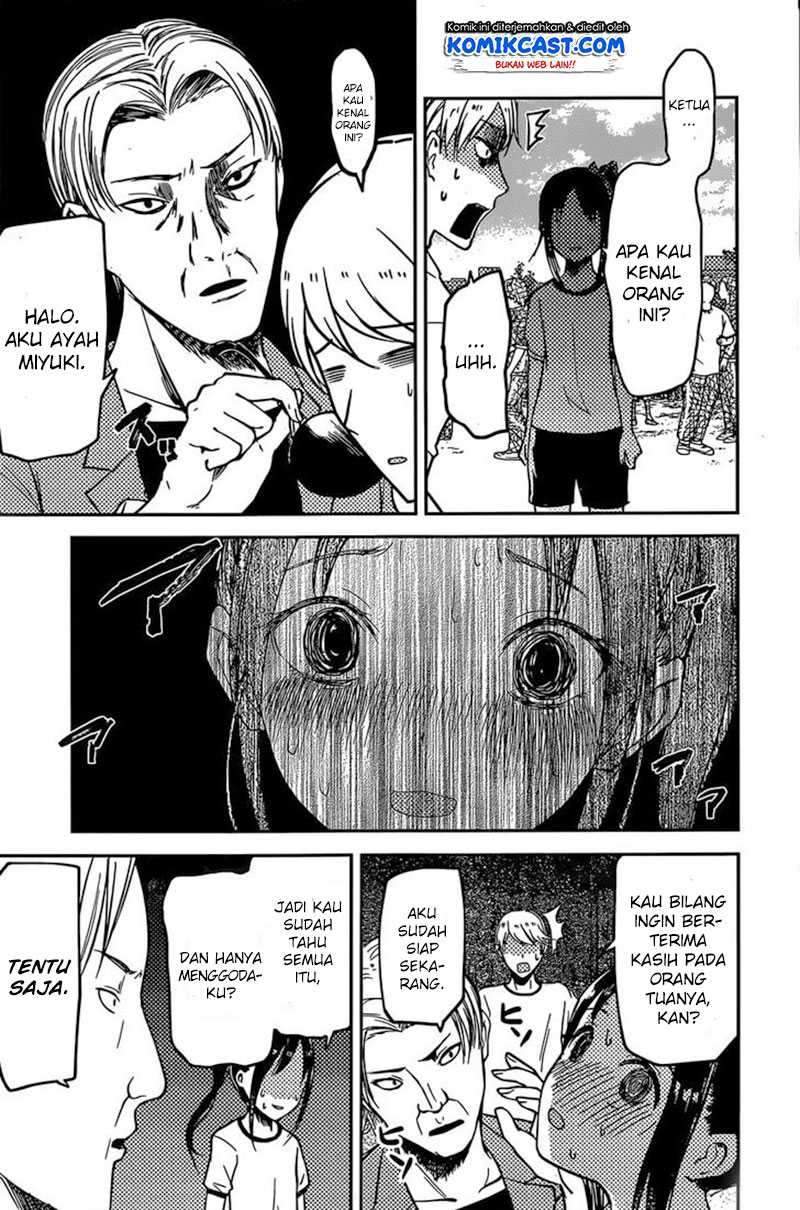 Komik ini diterjemahkan & diedit oleh
KOMIKCAST.COM
BUKAN WEB LAIN!!
KETUA
...
APA KAU
KENAL
ORANG
INI?
...
UHH.
APA
KAU
KENAL
ORANG
INI?
HALO.
AKU AYAH
MIYUKI.
KAU BILANG
INGIN BER-
TERIMA
KASIH PADA
ORANG
TUANYA,
KAN?
AKU
SUDAH
SIAP
SEKA-
RANG.
JADI KAU
SUDAH
TAHU
SEMUA
ITU,
DAN HANYA
MENGGODA-
KU?
TENTU
SAJA.